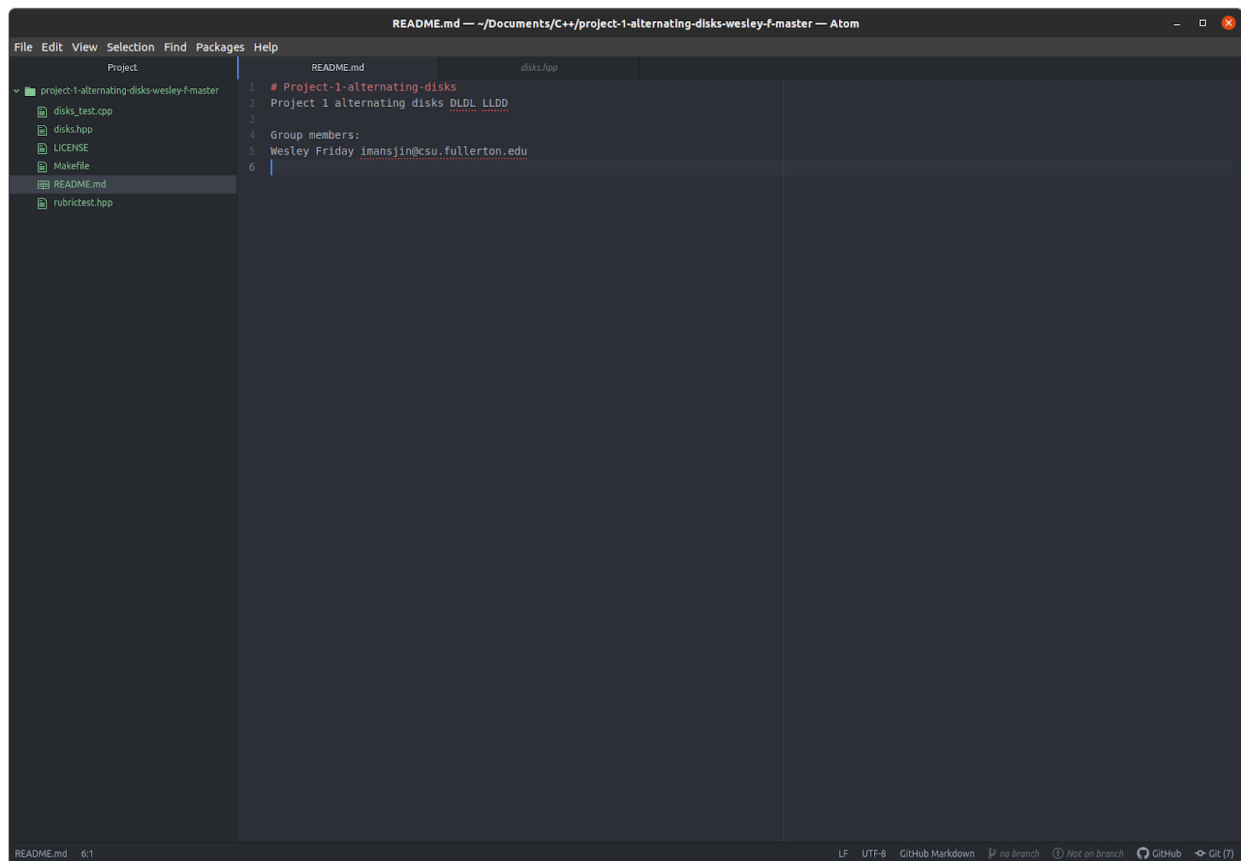 README.md — ~/Documents/C++/project-1-alternating-disks-wesley-f-master — Atom
File Edit View Selection Find Packages Help
Project
project-1-alternating-disks-wesley-f-master
disks_test.cpp
disks.hpp
LICENSE
Makefile
README.md
rubrictest.hpp
README.md disks.hpp
1 # Project-1-alternating-disks
2 Project 1 alternating disks DLDL LLDD
3
4 Group members:
5 Wesley Friday imansjin@csu.fullerton.edu
6
README.md 6:1 LF UTF-8 GitHub Markdown no branch Not on branch GitHub Git (7)